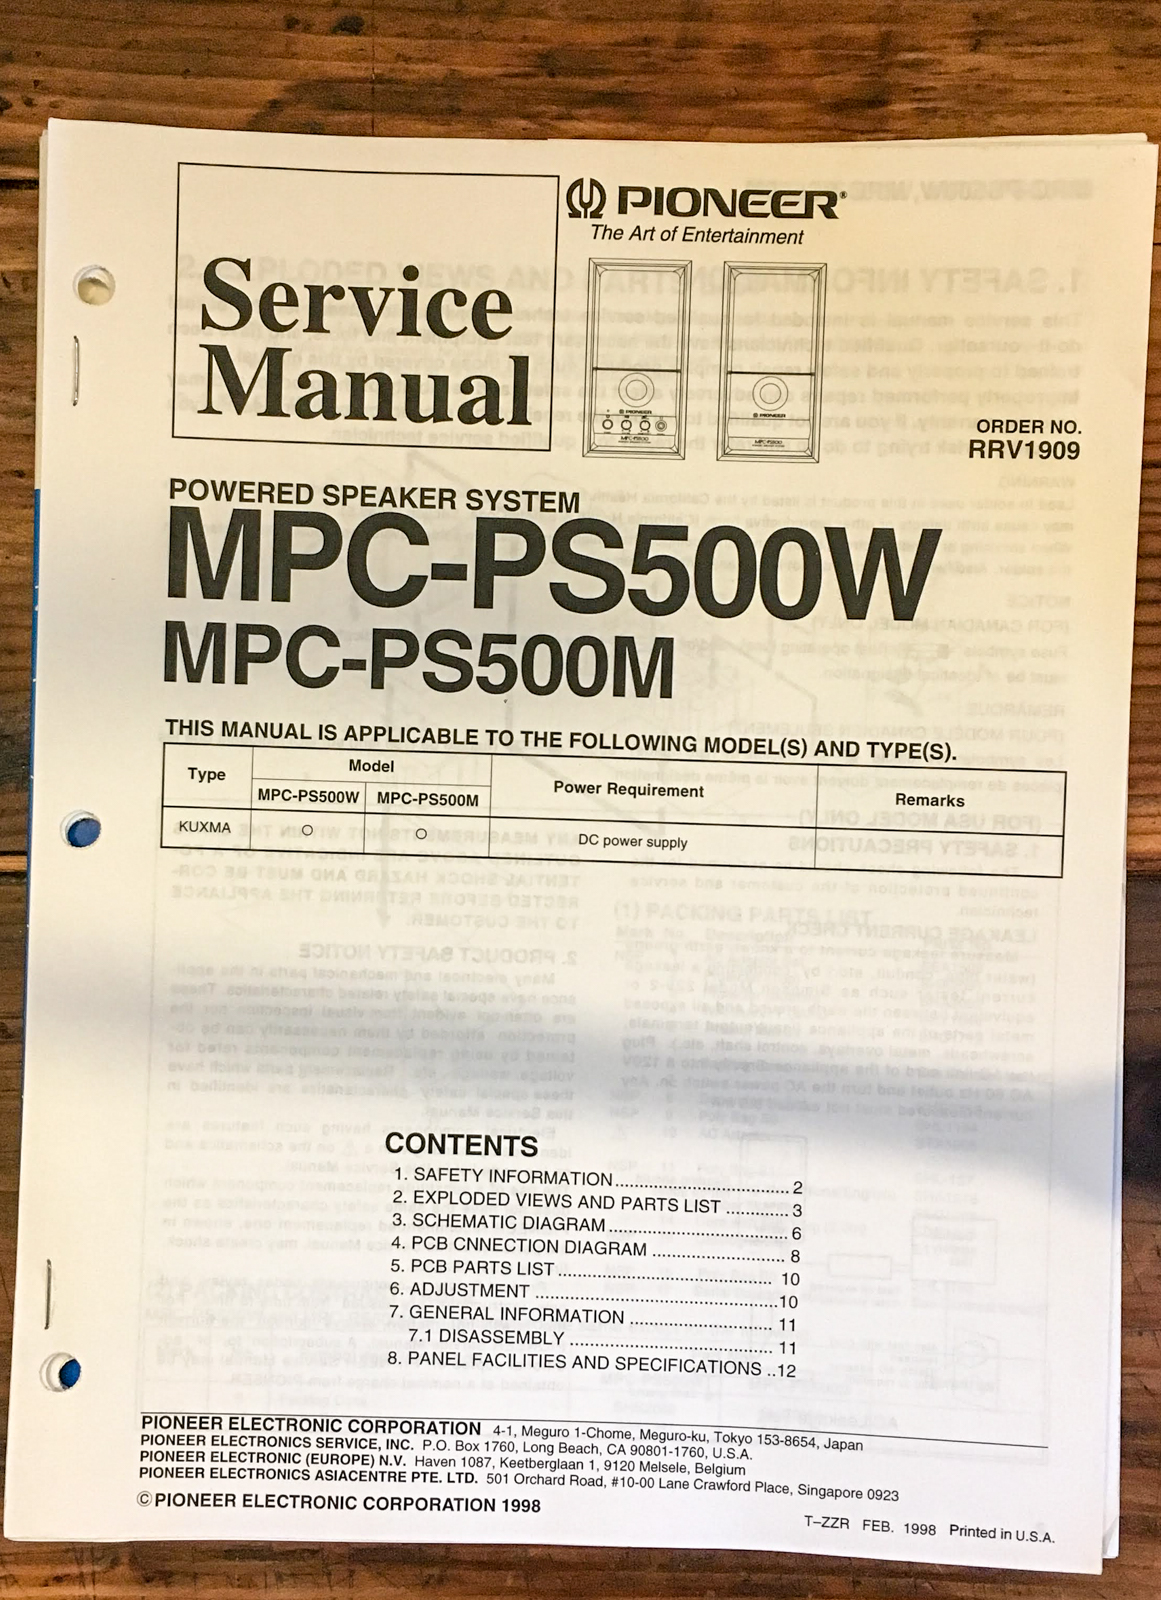 Service
Manual
PIONEER®
The Art of Entertainment
PIONEER
MPC-PS500
PIONEER
MPC-PS500
ORDER NO.
RRV1909
POWERED SPEAKER SYSTEM
MPC-PS500W
MPC-PS500M
THIS MANUAL IS APPLICABLE TO THE FOLLOWING MODEL(S) AND TYPE(S).
Type Model Power Requirement Remarks
MPC-PS500W MPC-PS500M
KUXMA ○ ○ DC power supply
CONTENTS
1. SAFETY INFORMATION.............................. 2
2. EXPLODED VIEWS AND PARTS LIST ........... 3
3. SCHEMATIC DIAGRAM............................... 6
4. PCB CNNECTION DIAGRAM ....................... 8
5. PCB PARTS LIST ..................................... 10
6. ADJUSTMENT .........................................10
7. GENERAL INFORMATION ........................ 11
7.1 DISASSEMBLY .................................. 11
8. PANEL FACILITIES AND SPECIFICATIONS ..12
PIONEER ELECTRONIC CORPORATION 4-1, Meguro 1-Chome, Meguro-ku, Tokyo 153-8654, Japan
PIONEER ELECTRONICS SERVICE, INC. P.O. Box 1760, Long Beach, CA 90801-1760, U.S.A.
PIONEER ELECTRONIC (EUROPE) N.V. Haven 1087, Keetberglaan 1, 9120 Melsele, Belgium
PIONEER ELECTRONICS ASIACENTRE PTE. LTD. 501 Orchard Road, #10-00 Lane Crawford Place, Singapore 0923
©PIONEER ELECTRONIC CORPORATION 1998
T–ZZR FEB. 1998 Printed in U.S.A.